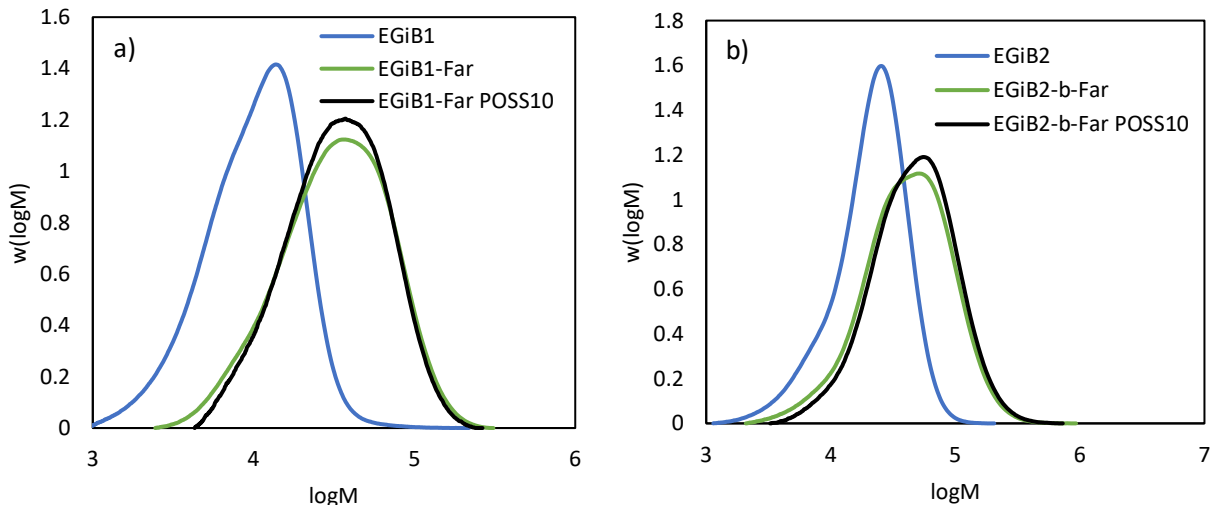 a)
EGiB1
EGiB1-Far
EGiB1-Far POSS10
w(logM)
1.6
1.4
1.2
1
0.8
0.6
0.4
0.2
0
3 4 5 6
logM
b)
EGiB2
EGiB2-b-Far
EGiB2-b-Far POSS10
w(logM)
1.8
1.6
1.4
1.2
1
0.8
0.6
0.4
0.2
0
3 4 5 6 7
logM